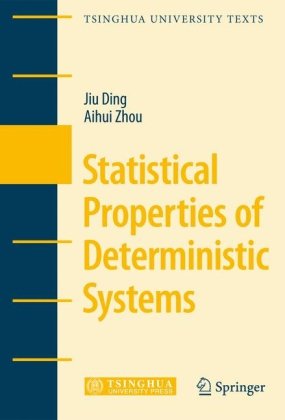 TSINGHUA UNIVERSITY TEXTS
Jiu Ding
Aihui Zhou
Statistical
Properties of
Deterministic
Systems
TSINGHUA
UNIVERSITY PRESS
Springer